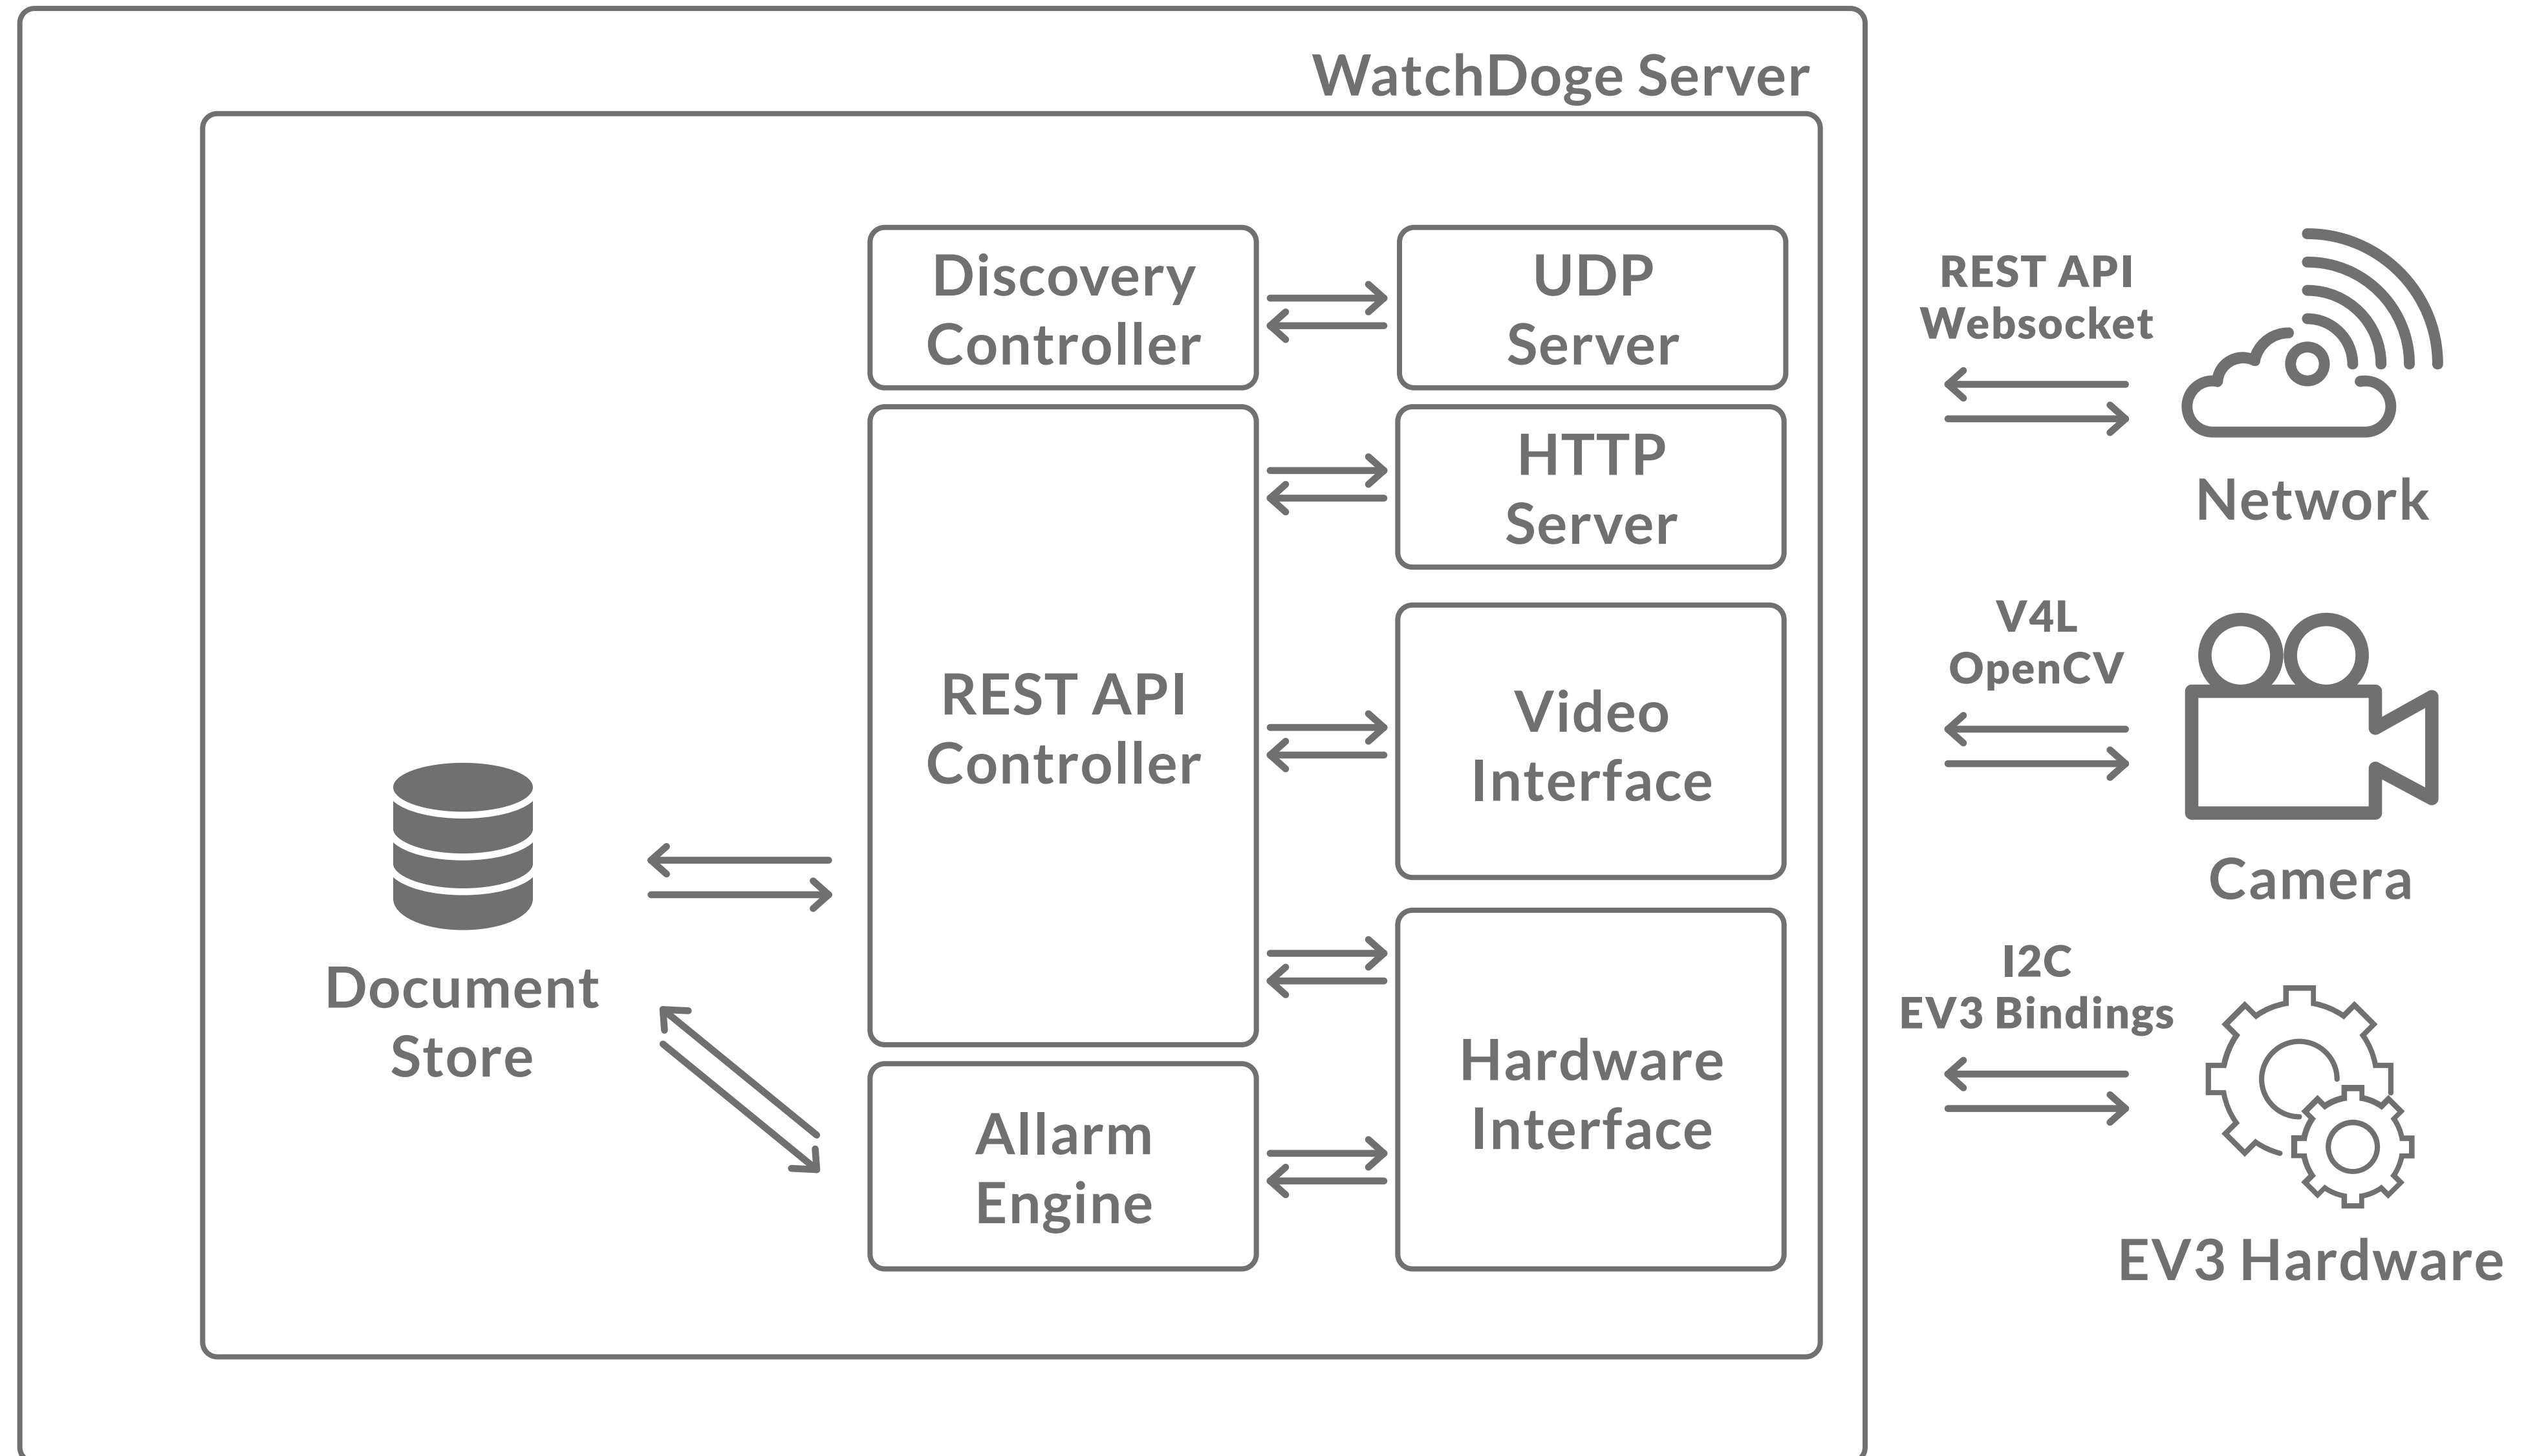 WatchDoge Server
Discovery
Controller
UDP
Server
REST API
Websocket
Network
HTTP
Server
REST API
Controller
Video
Interface
V4L
OpenCV
Camera
Document
Store
Allarm
Engine
Hardware
Interface
I2C
EV3 Bindings
EV3 Hardware